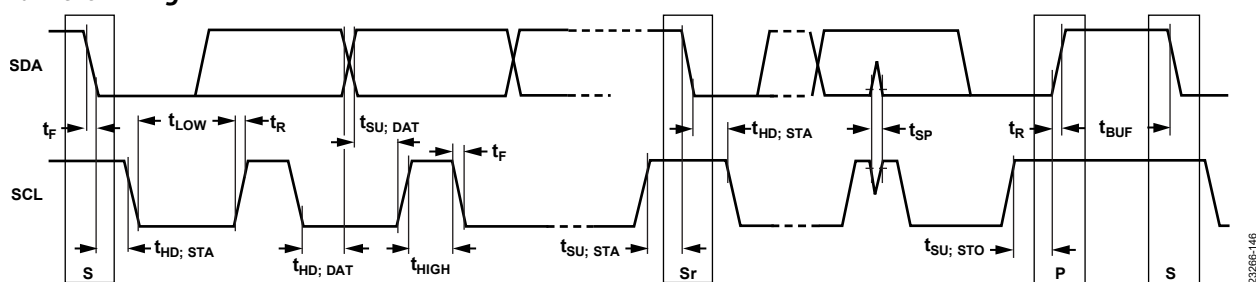 SDA
tF
tLOW
tR
tSU; DAT
tF
tHD; STA
tSP
tR
tBUF
SCL
tHD; STA
tHD; DAT
tHIGH
tSU; STA
tSU; STO
S
Sr
P
S
23266-146